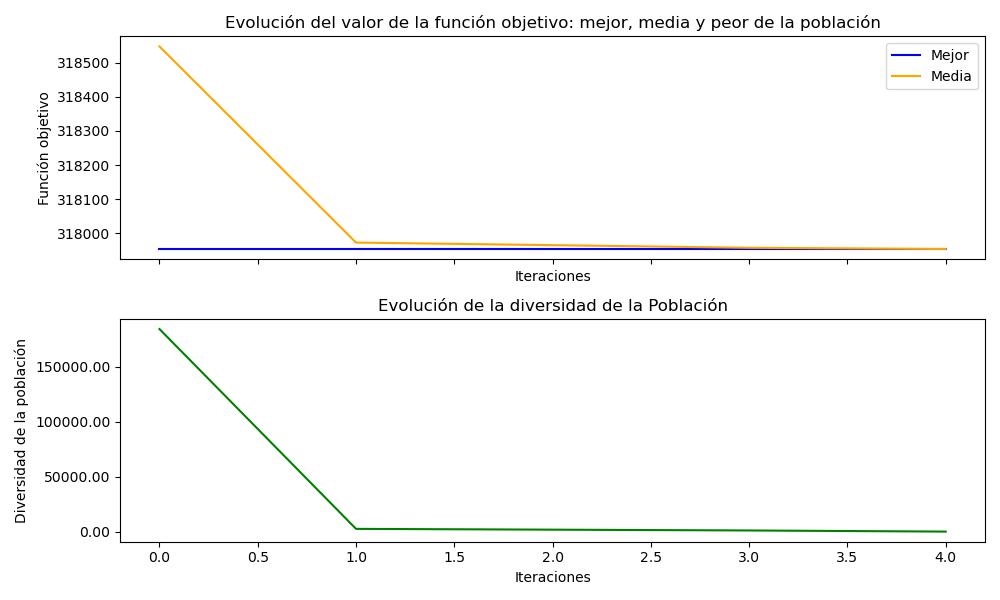 Evolución del valor de la función objetivo: mejor, media y peor de la población
Función objetivo
318500
318400
318300
318200
318100
318000
Mejor
Media
Iteraciones
Evolución de la diversidad de la Población
Diversidad de la población
150000.00
100000.00
50000.00
0.00
0.0 0.5 1.0 1.5 2.0 2.5 3.0 3.5 4.0
Iteraciones